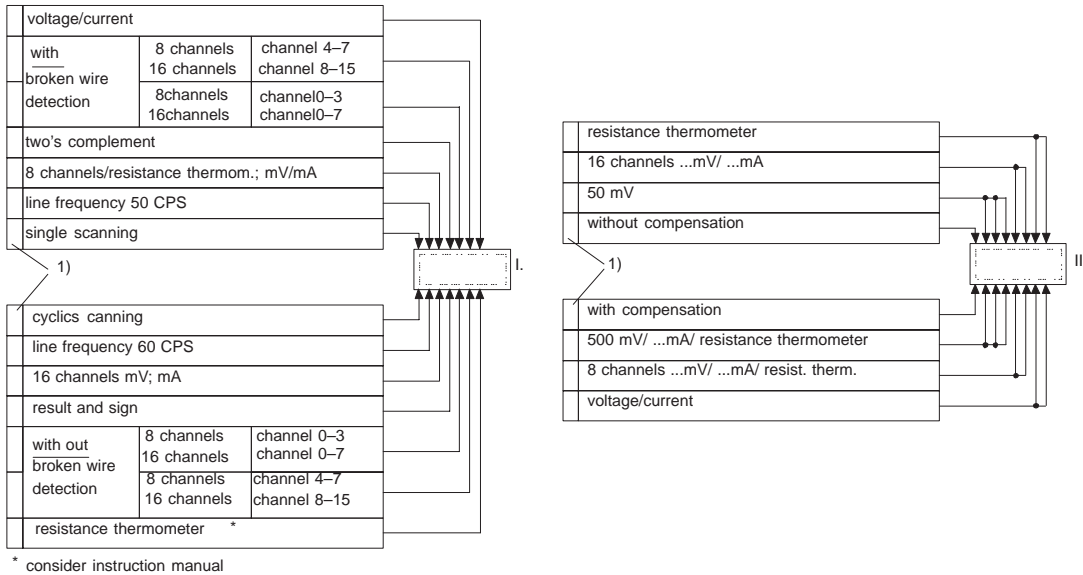 voltage/current
with
broken wire
detection
8 channels channel 4–7
16 channels channel 8–15
8channels channel0–3
16channels channel0–7
two's complement
8 channels/resistance thermom.; mV/mA
line frequency 50 CPS
single scanning
1)
I.
cyclics canning
line frequency 60 CPS
16 channels mV; mA
result and sign
with out
broken wire
detection
8 channels channel 0–3
16 channels channel 0–7
8 channels channel 4–7
16 channels channel 8–15
resistance thermometer *
* consider instruction manual
resistance thermometer
16 channels ...mV/ ...mA
50 mV
without compensation
1)
II
with compensation
500 mV/ ...mA/ resistance thermometer
8 channels ...mV/ ...mA/ resist. therm.
voltage/current